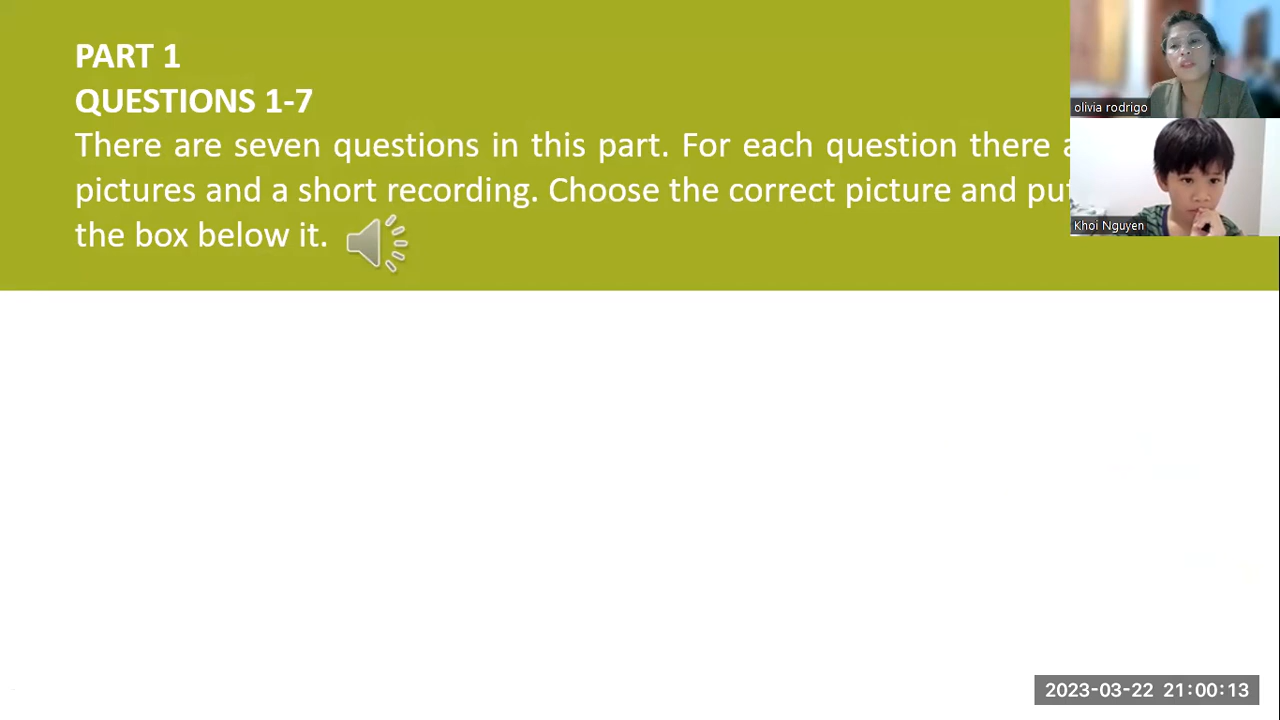 PART 1
QUESTIONS 1-7
There are seven questions in this part. For each question there
pictures and a short recording. Choose the correct picture and put
the box below it.
olivia rodrigo
Khoi Nguyen
2023-03-22 21:00:13